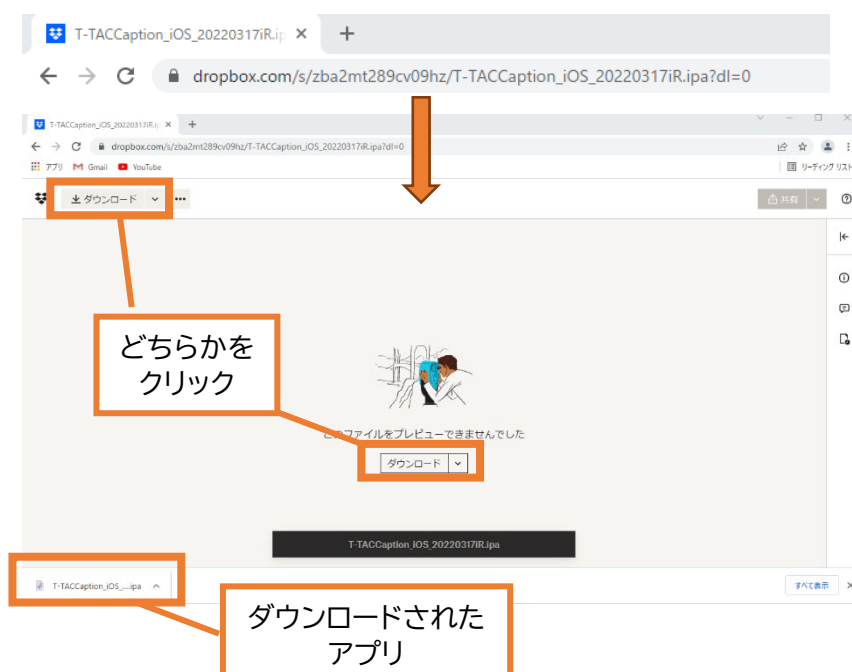 T-TACCaption_iOS_20220317iR.ip
dropbox.com/s/zba2mt289cv09hz/T-TACCaption_iOS_20220317iR.ipa?dl=0
T-TACCaption_iOS_20220317iR.i
dropbox.com/s/zba2mt289cv09hz/T-TACCaption_iOS_20220317iR.ipa?dl=0
アプリ Gmail YouTube リーディング リスト
ダウンロード 共有
どちらかを
クリック
このファイルをプレビューできませんでした
ダウンロード
T-TACCaption_iOS_20220317iR.ipa
T-TACCaption_iOS_....ipa すべて表示
ダウンロードされた
アプリ